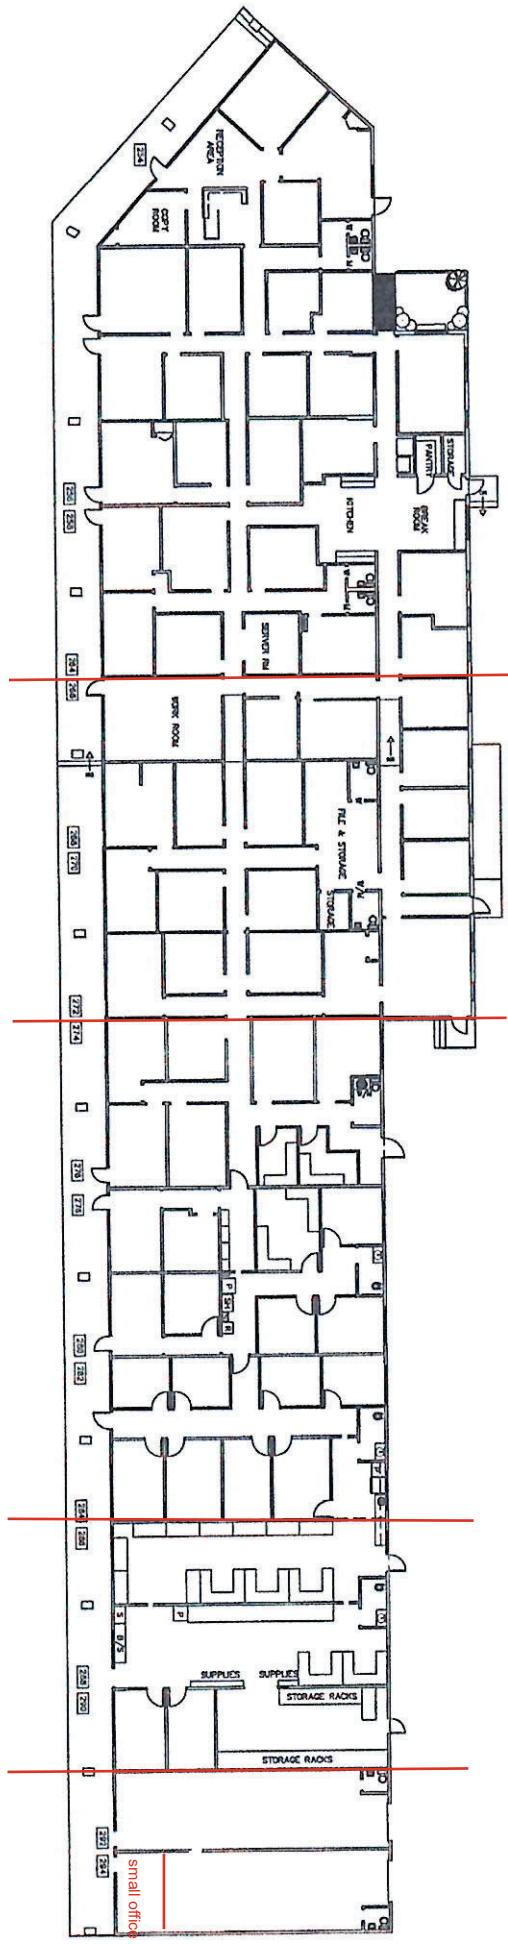 254
RECEPTION
AREA
COPY
ROOM
W
M
STORAGE
PANTRY
256
258
KITCHEN
BREAK
ROOM
W
M
SERVER RM
264
266
WORK ROOM
W
FILE & STORAGE
268
270
STORAGE
W/M
272
274
276
P
SH
R
280
282
284
286
S
B/S
P
SUPPLIES
SUPPLIES
STORAGE RACKS
288
290
STORAGE RACKS
292
294
small office